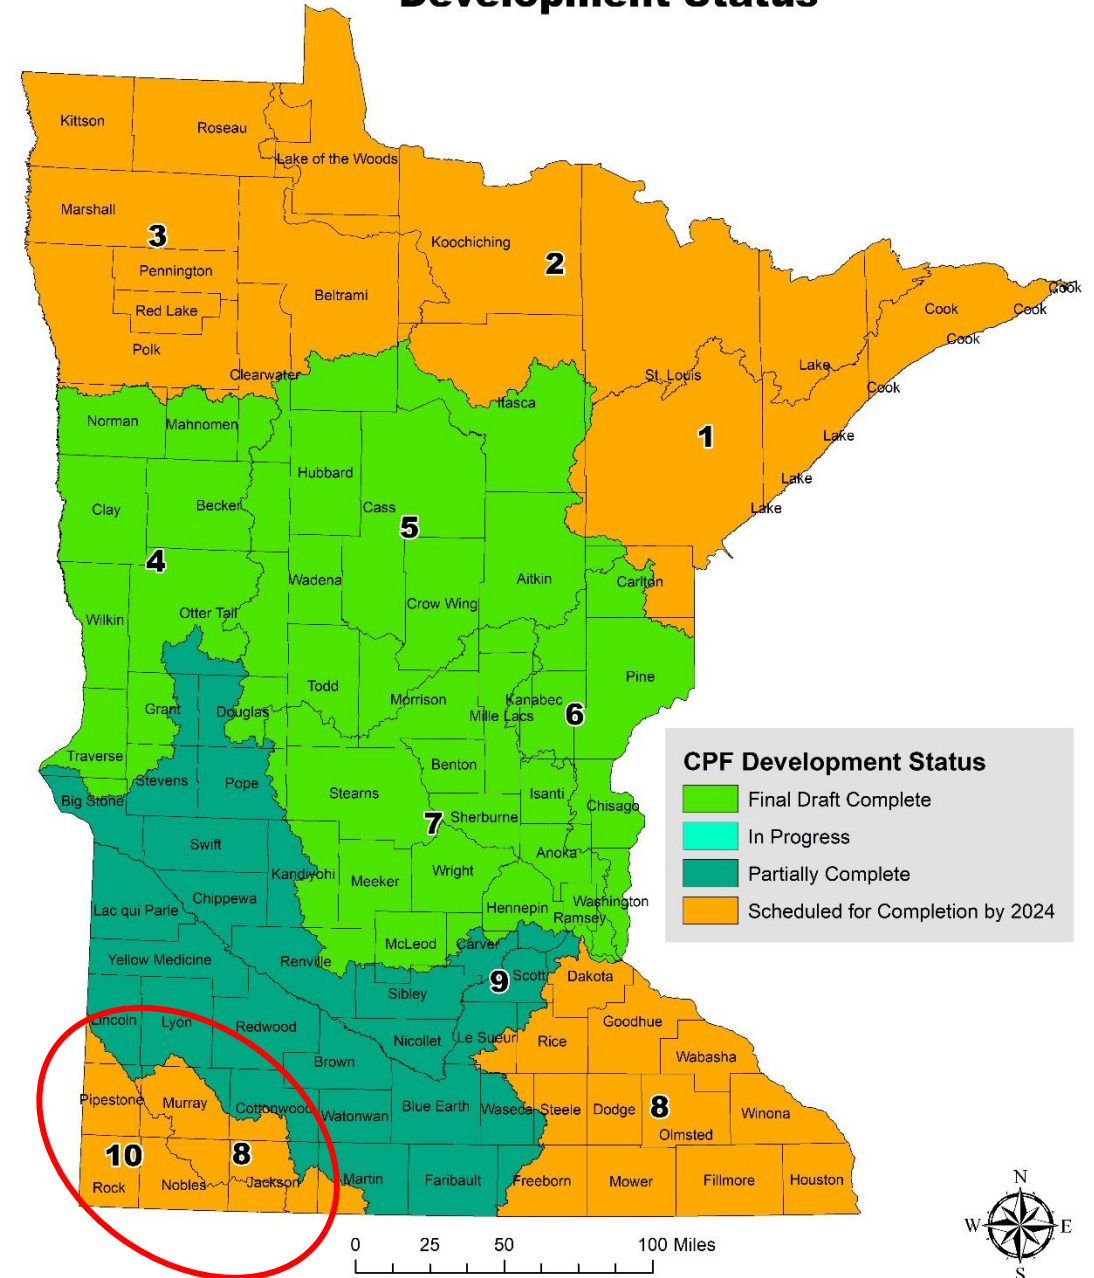 Development Status
Kittson
Roseau
Lake of the Woods
Marshall
3
Koochiching
2
Pennington
Beltrami
Red Lake
Cook
Cook
Cook
Cook
Polk
Clearwater
St. Louis
Lake
Cook
Itasca
Norman
Mahnomen
1
Lake
Hubbard
Lake
Clay
Becker
Cass
Lake
5
4
Wadena
Aitkin
Carlton
Crow Wing
Wilkin
Otter Tail
Todd
Pine
Morrison
Kanabec
Grant
Douglas
Mille Lacs
6
Traverse
Stevens
Pope
Benton
CPF Development Status
Big Stone
Stearns
Isanti
Chisago
Final Draft Complete
7
Sherburne
In Progress
Swift
Anoka
Kandiyohi
Meeker
Wright
Partially Complete
Chippewa
Lac qui Parle
Hennepin
Washington
Ramsey
Scheduled for Completion by 2024
McLeod
Carver
Yellow Medicine
Renville
9
Scott
Dakota
Sibley
Lincoln
Lyon
Redwood
Nicollet
Le Sueur
Rice
Goodhue
Brown
Wabasha
Pipestone
Murray
Cottonwood
Watonwan
Blue Earth
Waseca
Steele
Dodge
8
Olmsted
Winona
10
8
Rock
Nobles
Jackson
Martin
Faribault
Freeborn
Mower
Fillmore
Houston
N
W
E
S
0 25 50 100 Miles